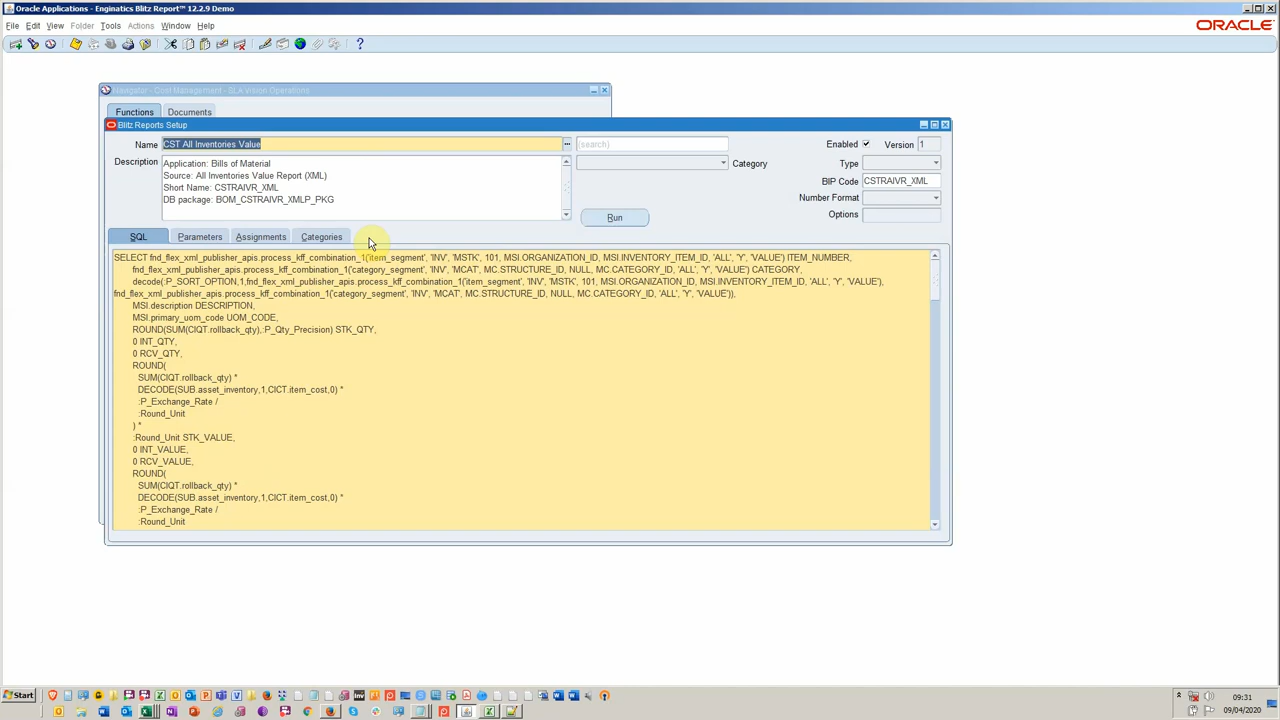 Oracle Applications - Enginatics Blitz Report™ 12.2.9 Demo
File Edit View Folder Tools Actions Window Help
ORACLE
Navigator - Cost Management - SLA Vision Operations
Functions Documents
Blitz Reports Setup
Name CST All Inventories Value (search) Enabled Version 1
Description Application: Bills of Material
Source: All Inventories Value Report (XML)
Short Name: CSTRAIVR_XML
DB package: BOM_CSTRAIVR_XMLP_PKG
Category Type
BIP Code CSTRAIVR_XML
Number Format
Options
Run
SQL Parameters Assignments Categories
SELECT fnd_flex_xml_publisher_apis.process_kff_combination_1('item_segment', 'INV', 'MSTK', 101, MSI.ORGANIZATION_ID, MSI.INVENTORY_ITEM_ID, 'ALL', 'Y', 'VALUE') ITEM_NUMBER,
fnd_flex_xml_publisher_apis.process_kff_combination_1('category_segment', 'INV', 'MCAT', MC.STRUCTURE_ID, NULL, MC.CATEGORY_ID, 'ALL', 'Y', 'VALUE') CATEGORY,
decode(:P_SORT_OPTION,1,fnd_flex_xml_publisher_apis.process_kff_combination_1('item_segment', 'INV', 'MSTK', 101, MSI.ORGANIZATION_ID, MSI.INVENTORY_ITEM_ID, 'ALL', 'Y', 'VALUE'),
fnd_flex_xml_publisher_apis.process_kff_combination_1('category_segment', 'INV', 'MCAT', MC.STRUCTURE_ID, NULL, MC.CATEGORY_ID, 'ALL', 'Y', 'VALUE')),
MSI.description DESCRIPTION,
MSI.primary_uom_code UOM_CODE,
ROUND(SUM(CIQT.rollback_qty),:P_Qty_Precision) STK_QTY,
0 INT_QTY,
0 RCV_QTY,
ROUND(
SUM(CIQT.rollback_qty) *
DECODE(SUB.asset_inventory,1,CICT.item_cost,0) *
:P_Exchange_Rate /
:Round_Unit
) *
:Round_Unit STK_VALUE,
0 INT_VALUE,
0 RCV_VALUE,
ROUND(
SUM(CIQT.rollback_qty) *
DECODE(SUB.asset_inventory,1,CICT.item_cost,0) *
:P_Exchange_Rate /
:Round_Unit
Start
09:31
09/04/2020